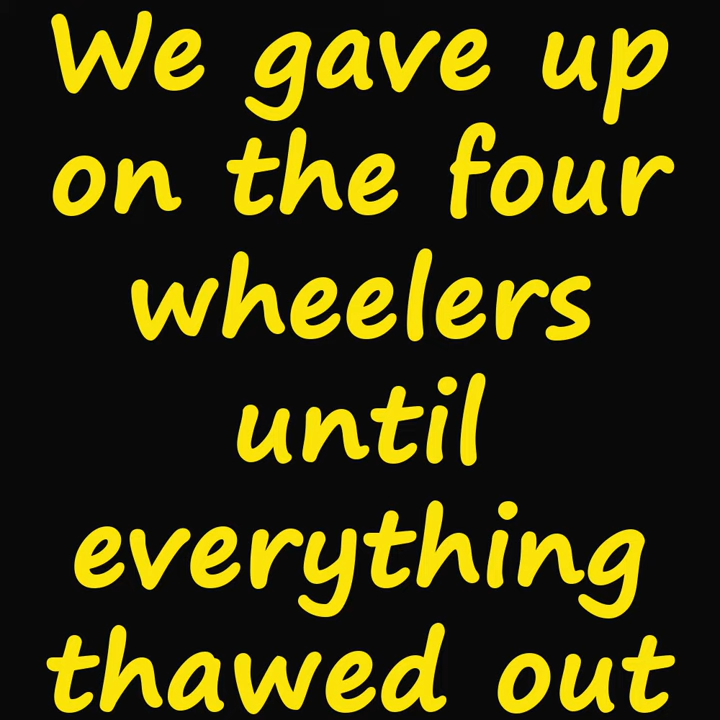 We gave up
on the four
wheelers
until
everything
thawed out